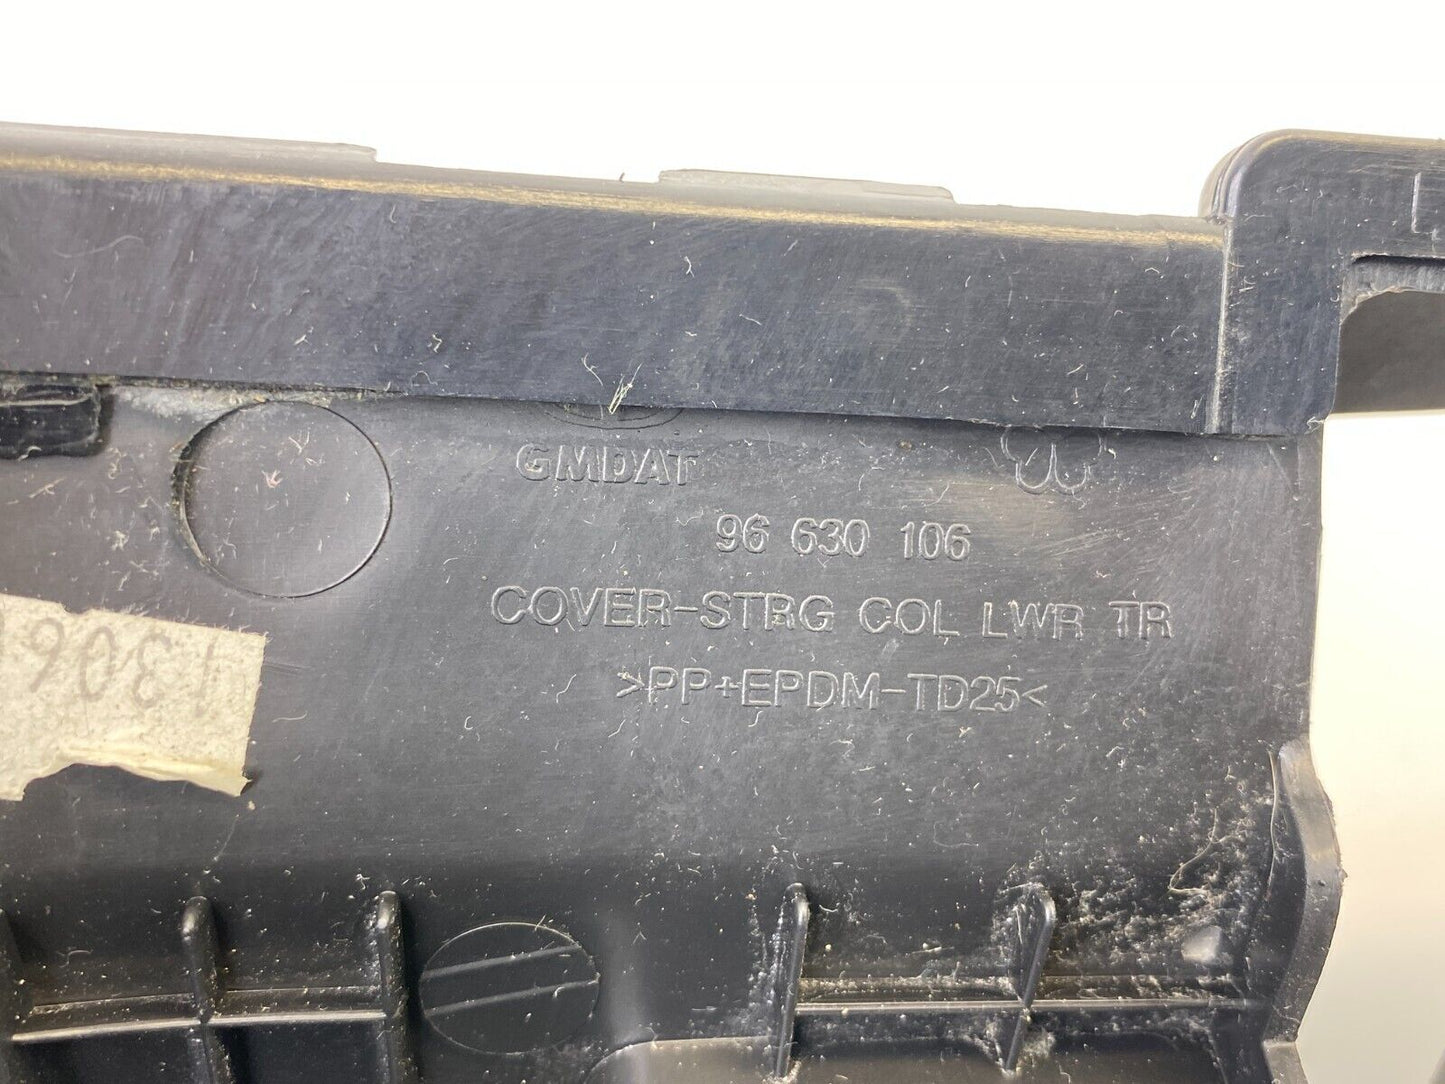 GMDAT
96 630 106
COVER-STRG COL LWR TR
>PP+EPDM-TD25<